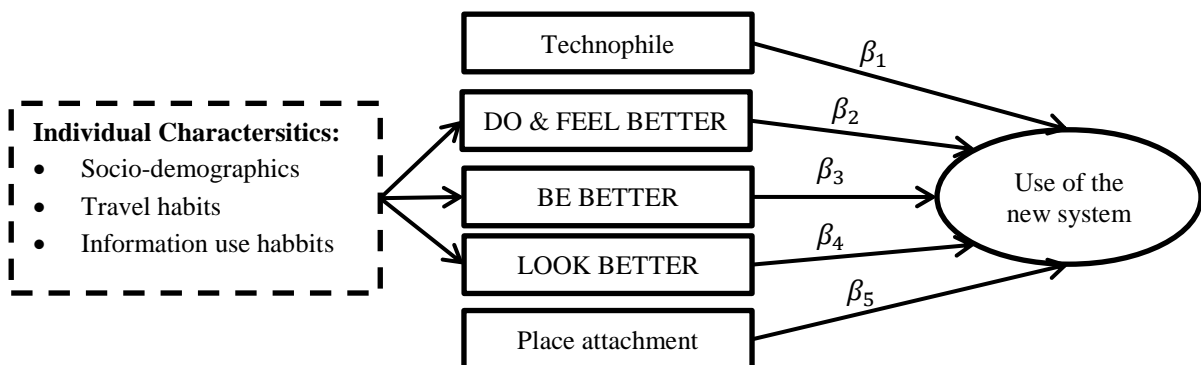 Individual Charactersitics:
• Socio-demographics
• Travel habits
• Information use habbits
Technophile
DO & FEEL BETTER
BE BETTER
LOOK BETTER
Place attachment
β1
β2
β3
β4
β5
Use of the
new system